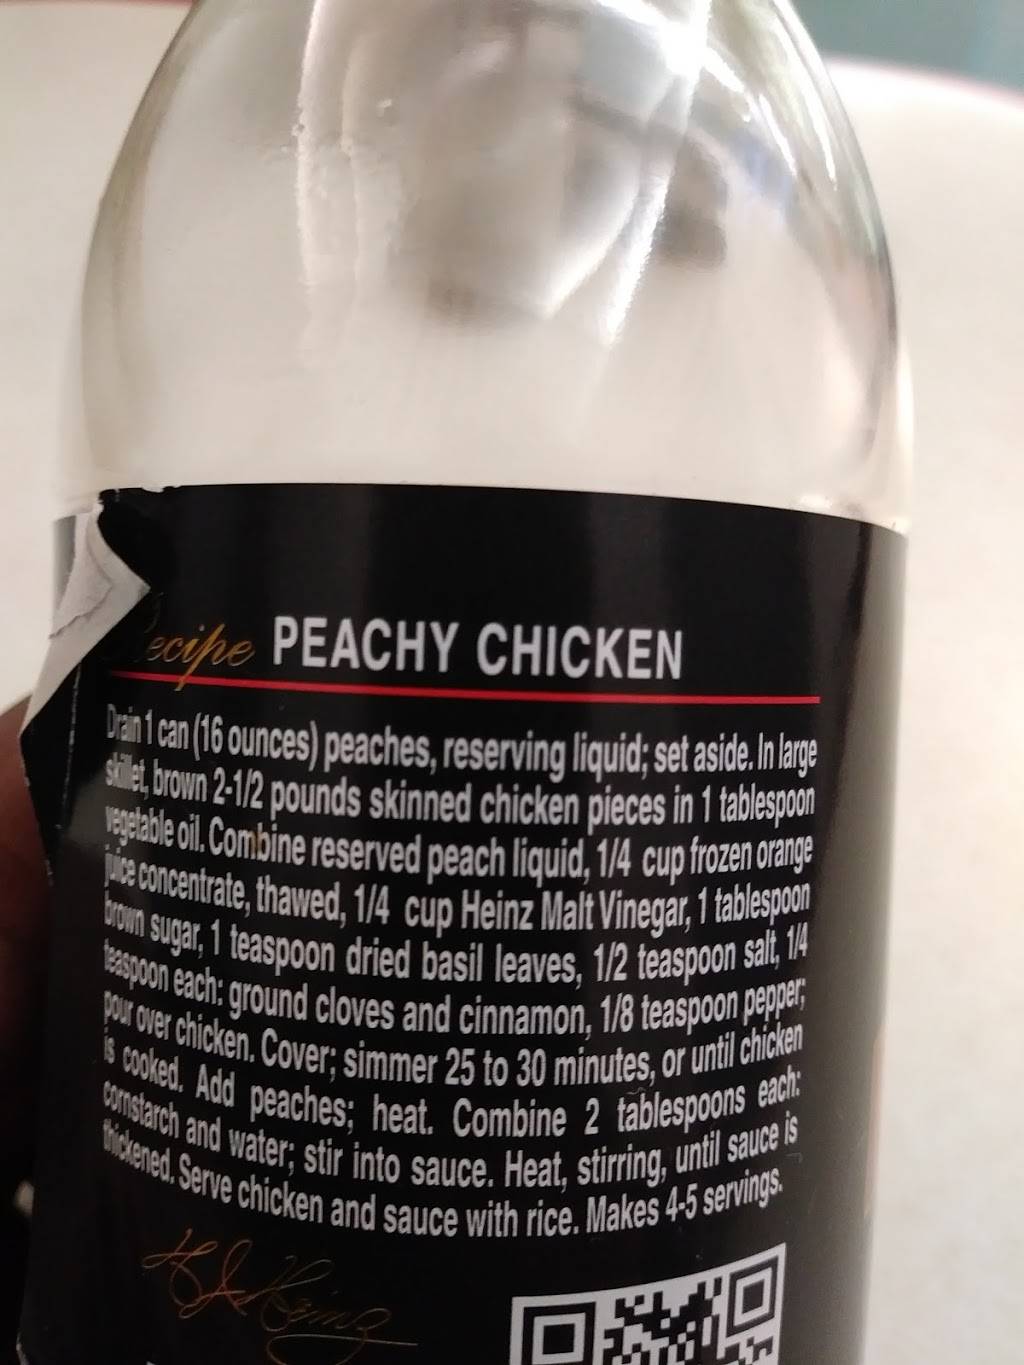 Recipe PEACHY CHICKEN
Drain 1 can (16 ounces) peaches, reserving liquid; set aside. In large
skillet, brown 2-1/2 pounds skinned chicken pieces in 1 tablespoon
vegetable oil. Combine reserved peach liquid, 1/4 cup frozen orange
juice concentrate, thawed, 1/4 cup Heinz Malt Vinegar, 1 tablespoon
brown sugar, 1 teaspoon dried basil leaves, 1/2 teaspoon salt, 1/4
teaspoon each: ground cloves and cinnamon, 1/8 teaspoon pepper;
pour over chicken. Cover; simmer 25 to 30 minutes, or until chicken
is cooked. Add peaches; heat. Combine 2 tablespoons each:
cornstarch and water; stir into sauce. Heat, stirring, until sauce is
thickened. Serve chicken and sauce with rice. Makes 4-5 servings.
H J Heinz